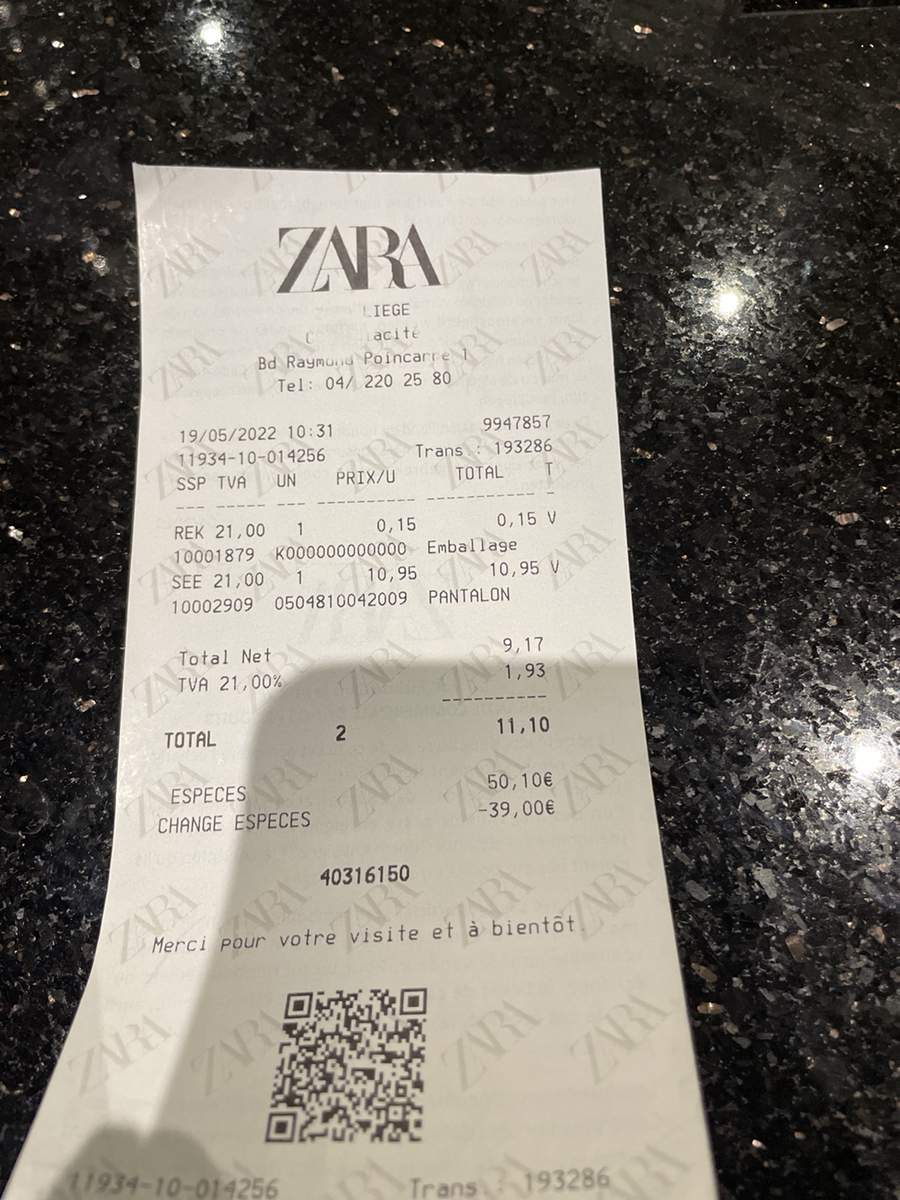 ZARA
LIEGE
Bd Raymond Poincarre 1
Tel: 04/ 220 25 80
19/05/2022 10:31 9947857
11934-10-014256 Trans : 193286
SSP TVA UN PRIX/U TOTAL T
--- ----- --- ---------- ----------- -
REK 21,00 1 0,15 0,15 V
10001879 K000000000000 Emballage
SEE 21,00 1 10,95 10,95 V
10002909 0504810042009 PANTALON
Total Net 9,17
TVA 21,00% 1,93
----------
TOTAL 2 11,10
ESPECES 50,10€
CHANGE ESPECES -39,00€
40316150
Merci pour votre visite et à bientôt.
11934-10-014256 Trans : 193286